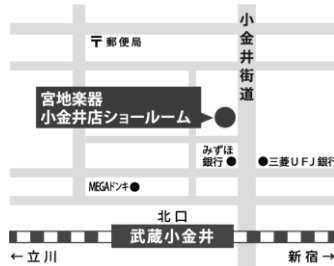 小金井街道
〒郵便局
宮地楽器
小金井店ショールーム
みずほ
銀行
三菱UFJ銀行
MEGAドンキ
北口
武蔵小金井
←立川
新宿→